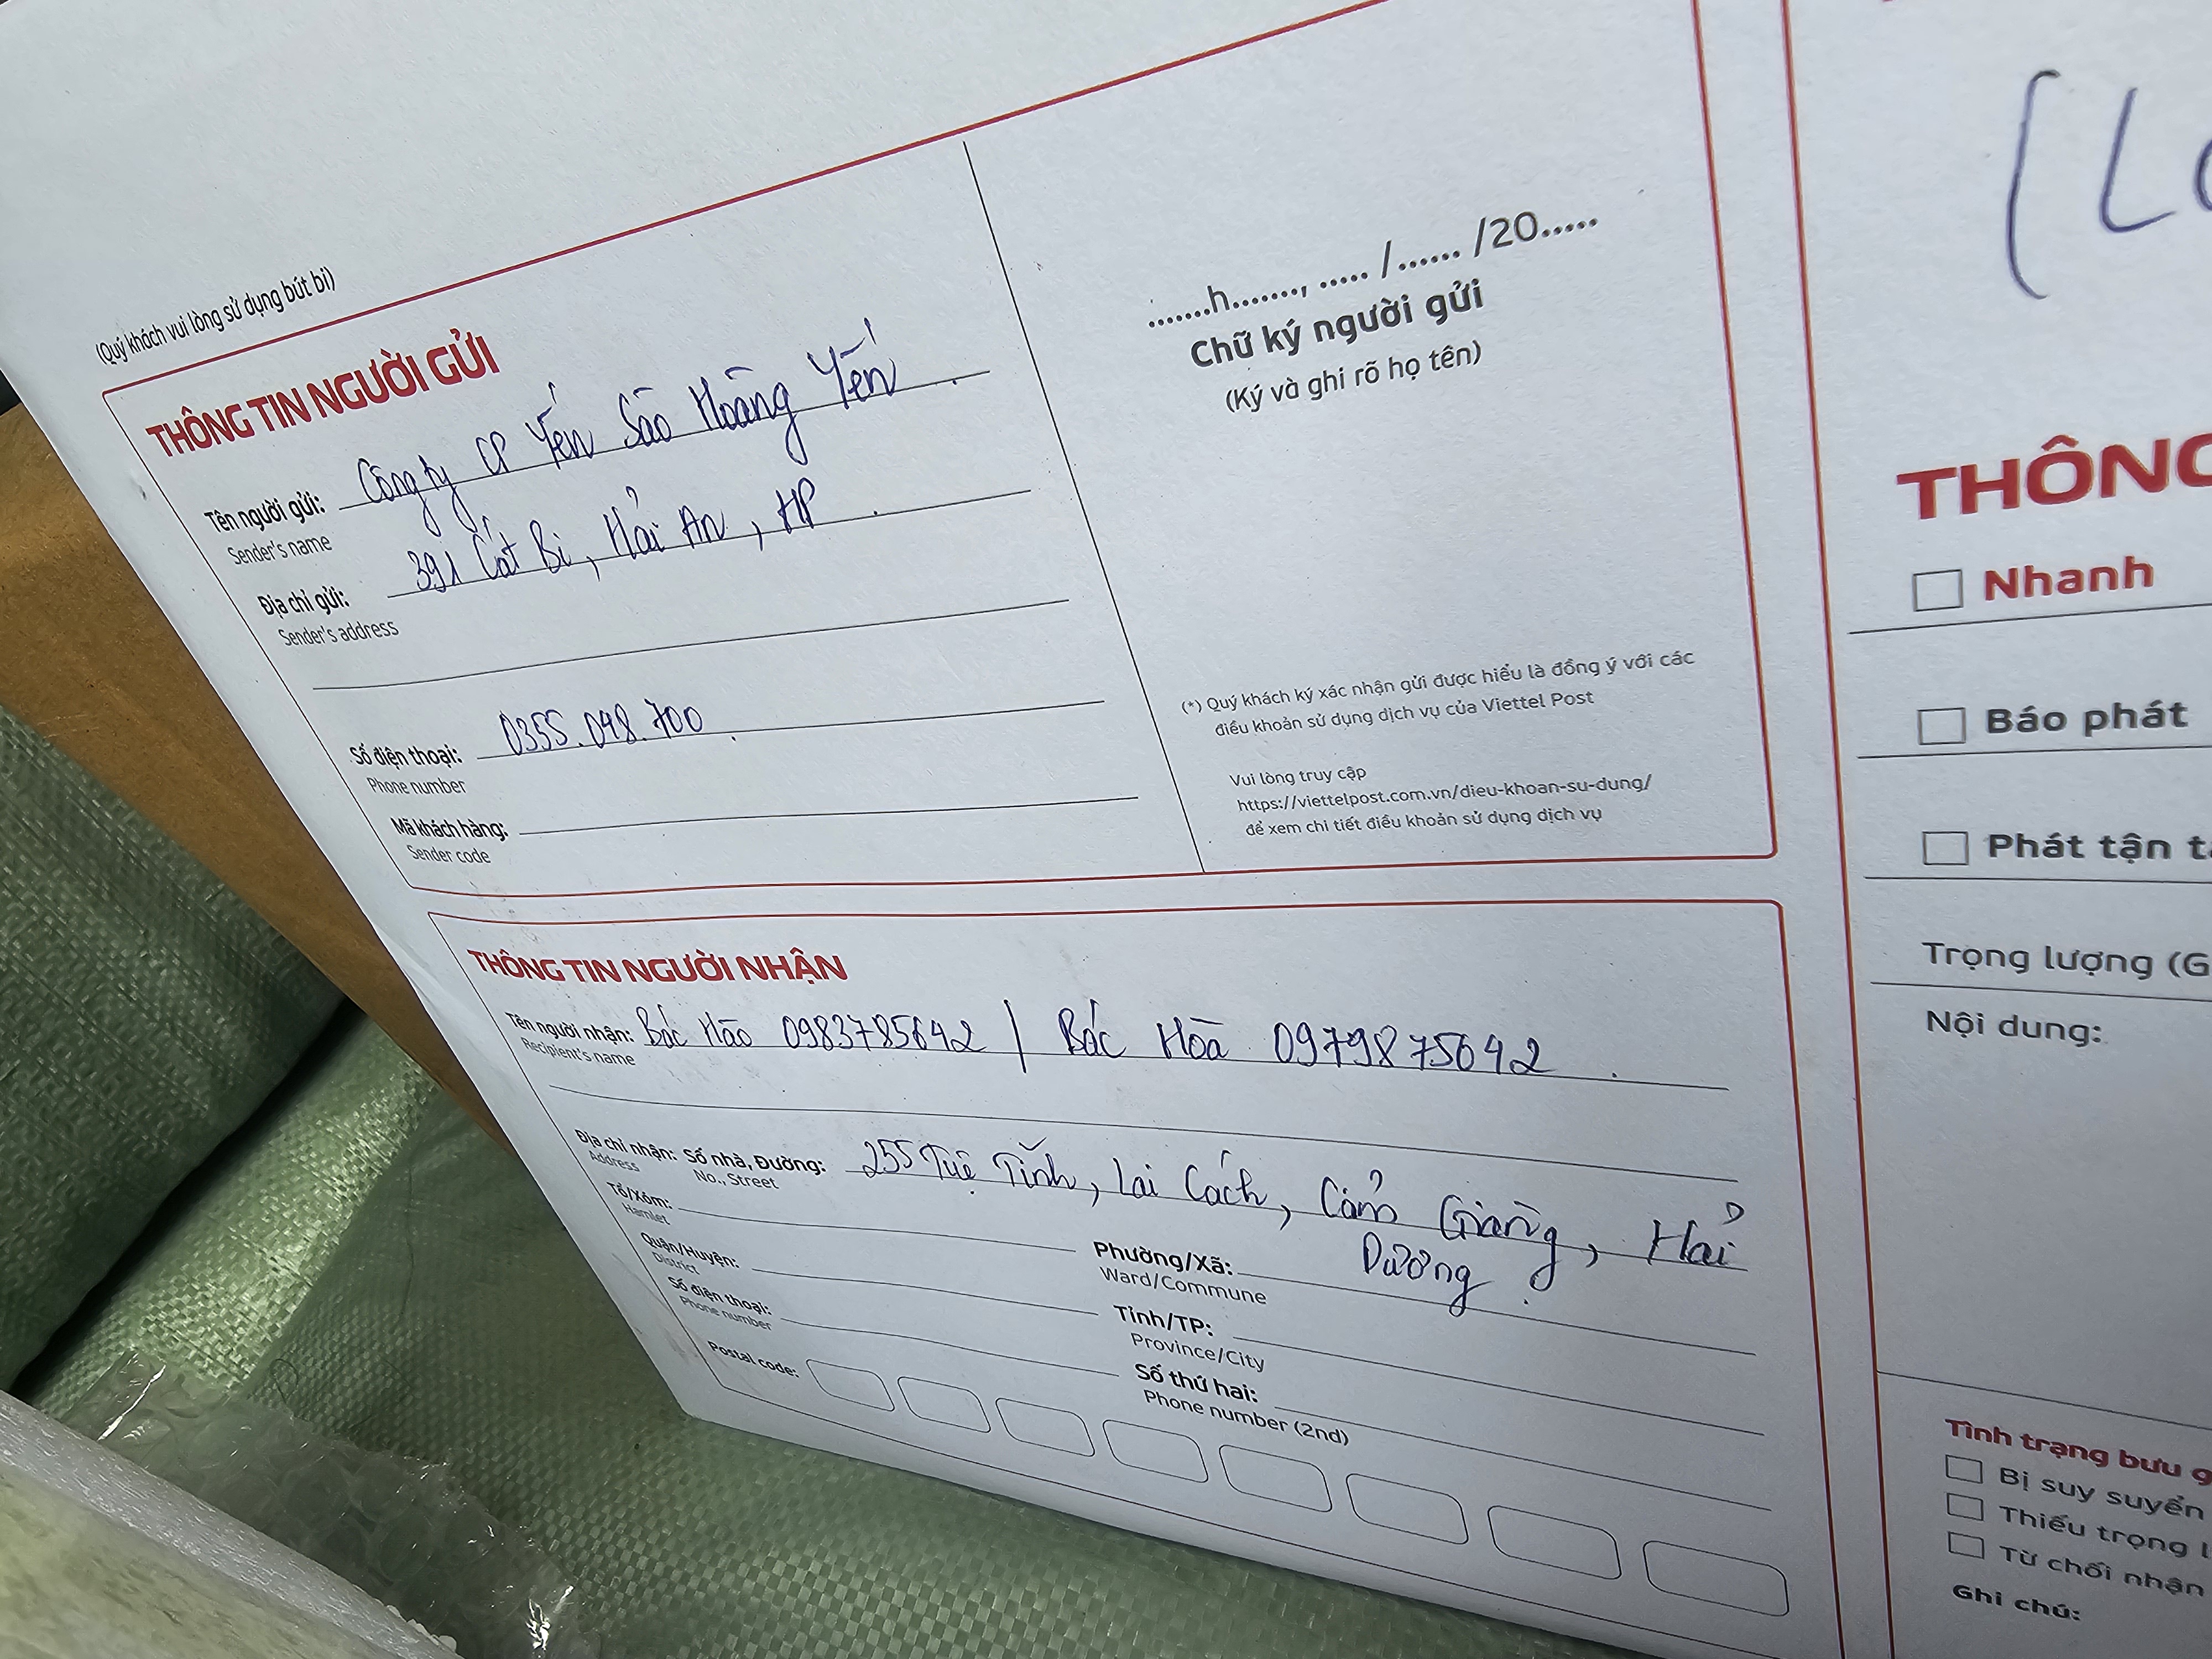 (Quý khách vui lòng sử dụng bút bi)
THÔNG TIN NGƯỜI GỬI
Tên người gửi: Công ty CP Yến Sào Hoàng Yến
Sender's name
Địa chỉ gửi: 391 Cát Bi, Hải An, HP
Sender's address
Số điện thoại: 0355.048.700
Phone number
Mã khách hàng:
Sender code
.......h......., ..... /...... /20.....
Chữ ký người gửi
(Ký và ghi rõ họ tên)
(*) Quý khách ký xác nhận gửi được hiểu là đồng ý với các
điều khoản sử dụng dịch vụ của Viettel Post
Vui lòng truy cập
https://viettelpost.com.vn/dieu-khoan-su-dung/
để xem chi tiết điều khoản sử dụng dịch vụ
THÔNG TIN NGƯỜI NHẬN
Tên người nhận: Bác Hào 0983785642 | Bác Hoà 0979875642
Recipient's name
Địa chỉ nhận: Số nhà, Đường: 255 Tuệ Tĩnh, Lai Cách, Cẩm Giàng, Hải
Address No., Street
Dương
Tổ/Xóm:
Hamlet
Phường/Xã:
Ward/Commune
Quận/Huyện:
District
Tỉnh/TP:
Province/City
Số điện thoại:
Phone number
Số thứ hai:
Phone number (2nd)
Postal code:
THÔNG
Nhanh
Báo phát
Phát tận
Trọng lượng (G
Nội dung:
Tình trạng bưu g
Bị suy suyển
Thiếu trọng l
Từ chối nhận
Ghi chú: